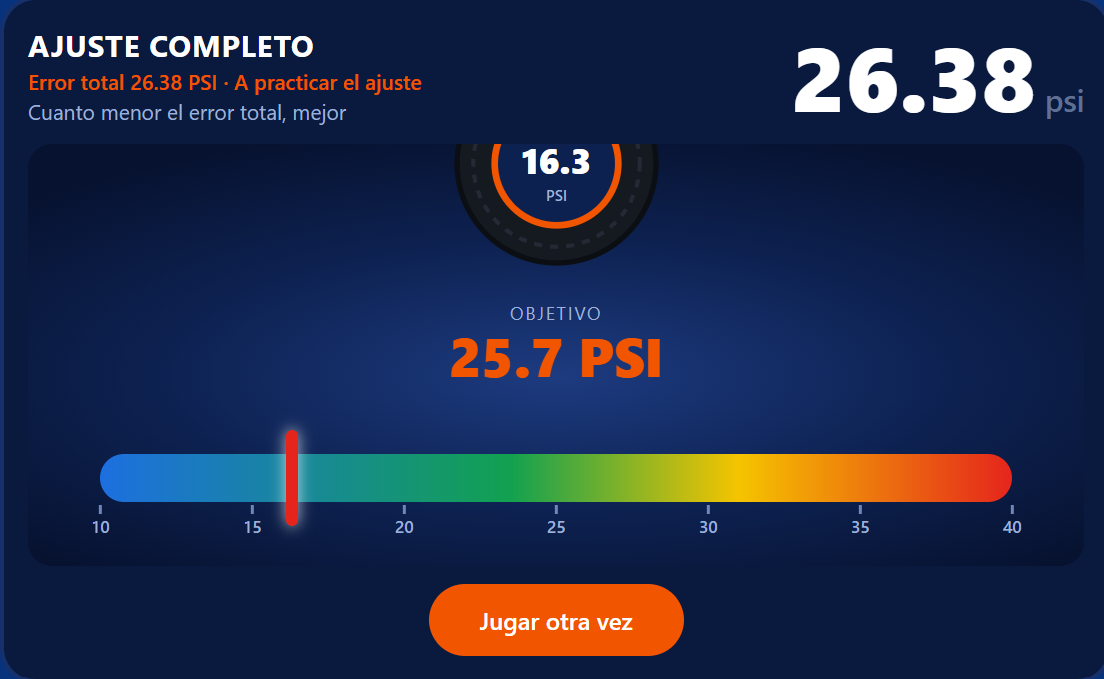 AJUSTE COMPLETO
Error total 26.38 PSI · A practicar el ajuste
Cuanto menor el error total, mejor
26.38 psi
16.3
PSI
OBJETIVO
25.7 PSI
10 15 20 25 30 35 40
Jugar otra vez